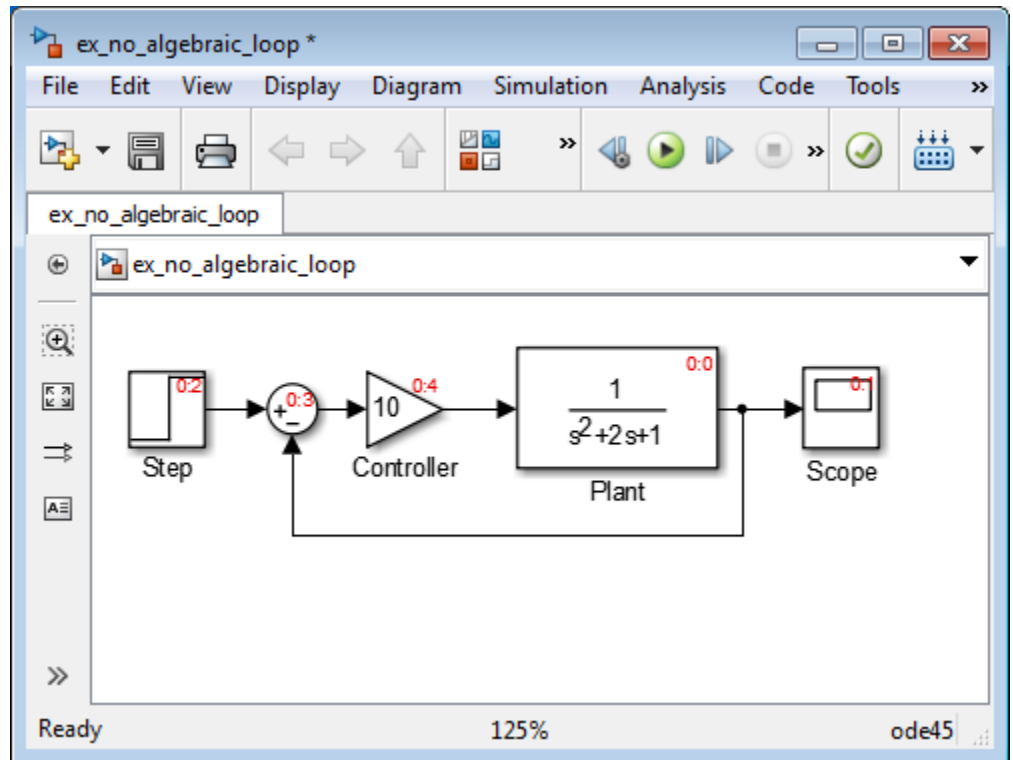 ex_no_algebraic_loop *
File Edit View Display Diagram Simulation Analysis Code Tools »
» »
ex_no_algebraic_loop
ex_no_algebraic_loop
0:2
Step
+
−
0:3
10
0:4
Controller
0:0
1
s²+2s+1
Plant
0:1
Scope
A
»
Ready 125% ode45